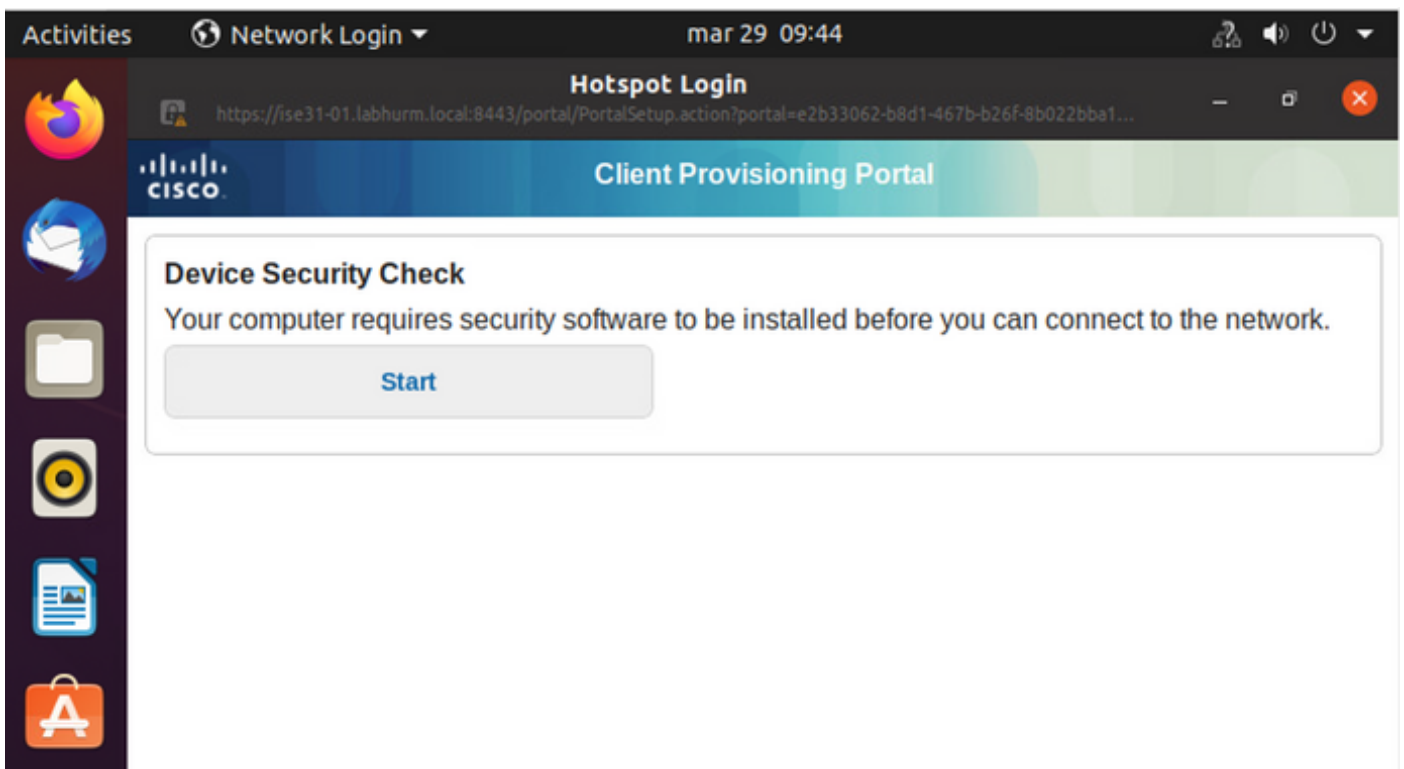 Activities Network Login mar 29 09:44
Hotspot Login
https://ise31-01.labhurm.local:8443/portal/PortalSetup.action?portal=e2b33062-b8d1-467b-b26f-8b022bba1...
CISCO. Client Provisioning Portal
Device Security Check
Your computer requires security software to be installed before you can connect to the network.
Start